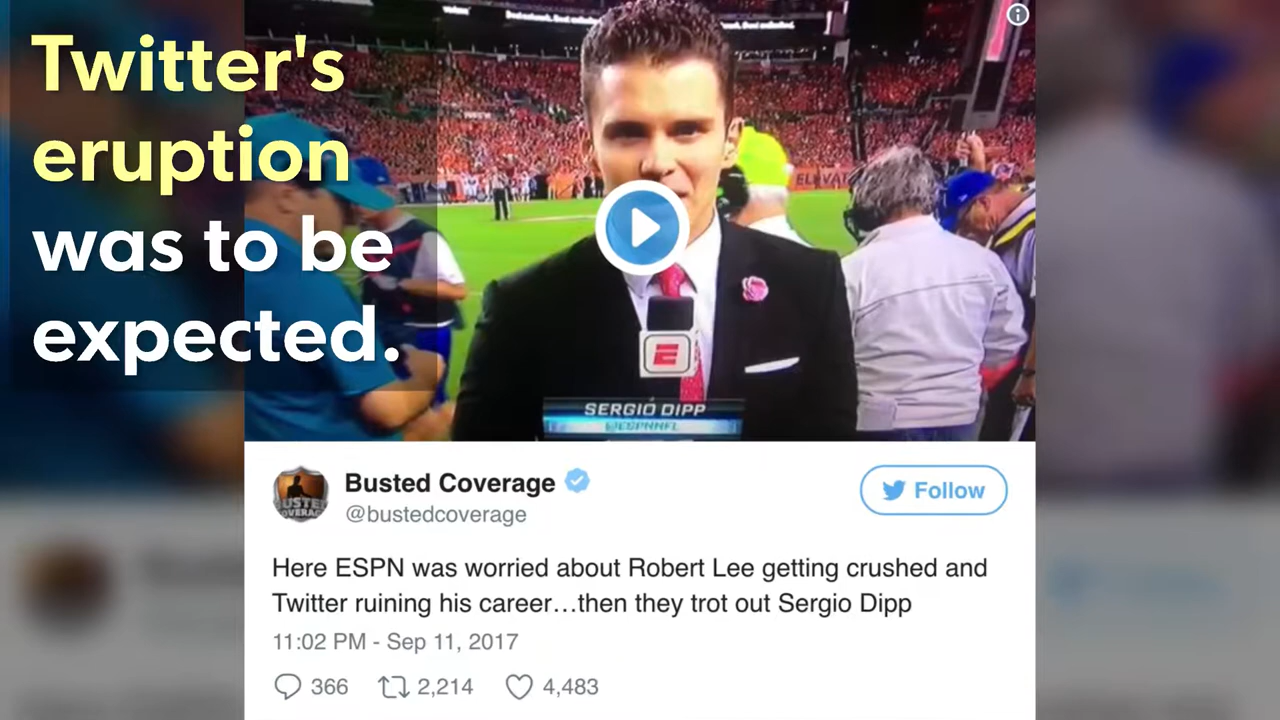 Twitter's
eruption
was to be
expected.
ELEVAT
E
SERGIO DIPP
@ESPNNFL
Busted Coverage
@bustedcoverage
Follow
Here ESPN was worried about Robert Lee getting crushed and
Twitter ruining his career…then they trot out Sergio Dipp
11:02 PM - Sep 11, 2017
366 2,214 4,483